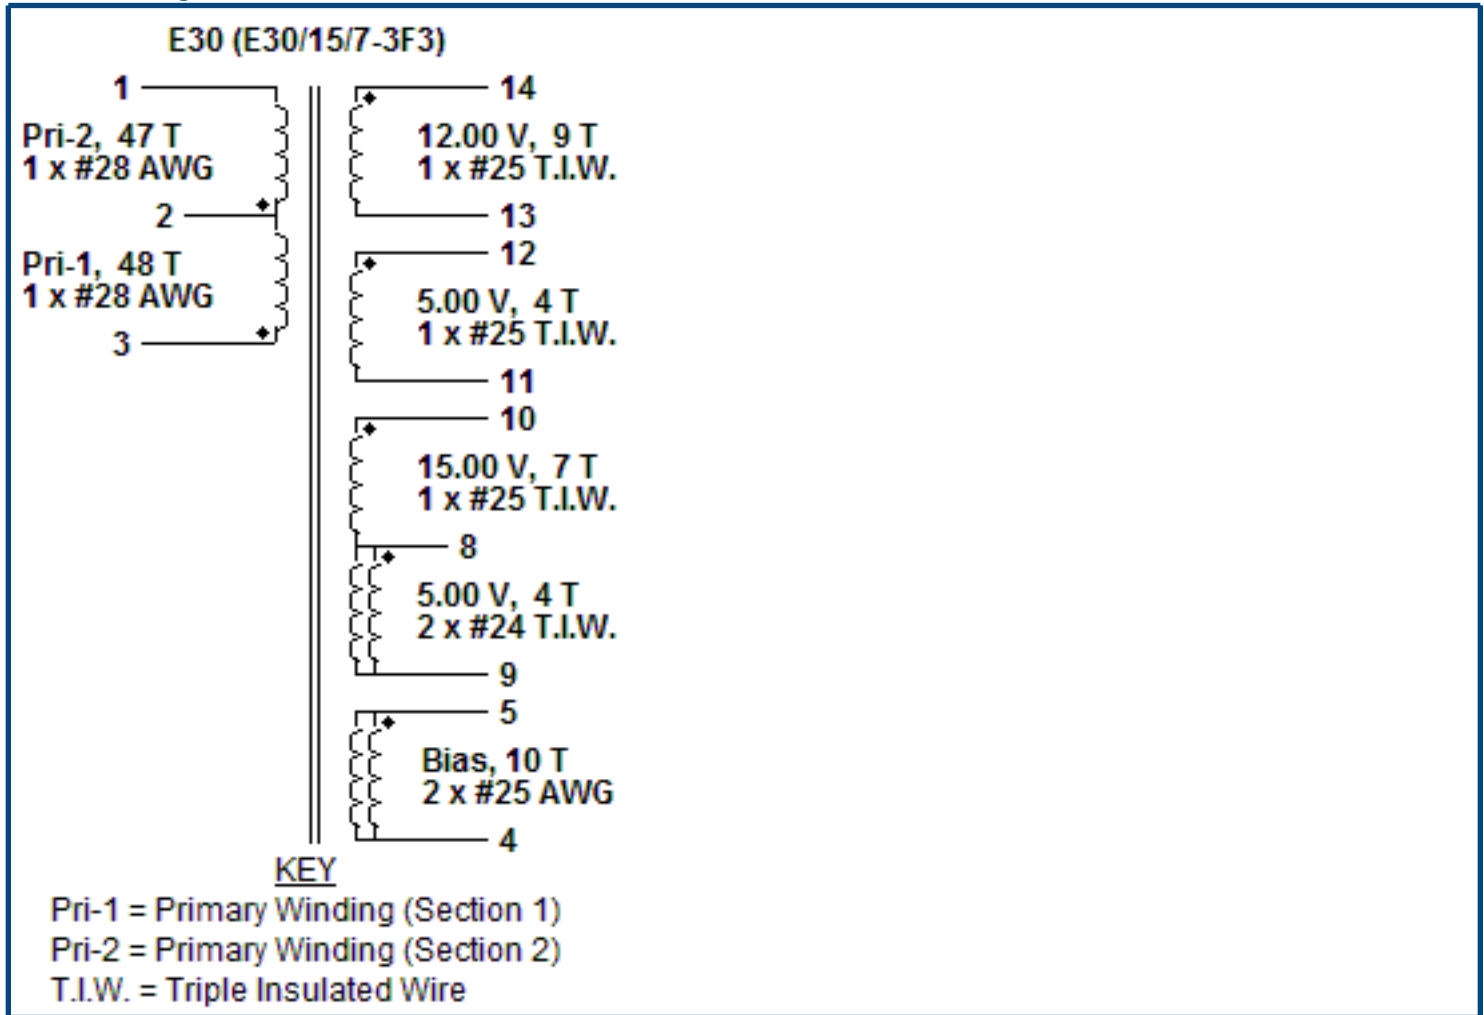 E30 (E30/15/7-3F3)
1
14
Pri-2, 47 T
1 x #28 AWG
12.00 V, 9 T
1 x #25 T.I.W.
2
13
12
Pri-1, 48 T
1 x #28 AWG
5.00 V, 4 T
1 x #25 T.I.W.
3
11
10
15.00 V, 7 T
1 x #25 T.I.W.
8
5.00 V, 4 T
2 x #24 T.I.W.
9
5
Bias, 10 T
2 x #25 AWG
4
KEY
Pri-1 = Primary Winding (Section 1)
Pri-2 = Primary Winding (Section 2)
T.I.W. = Triple Insulated Wire